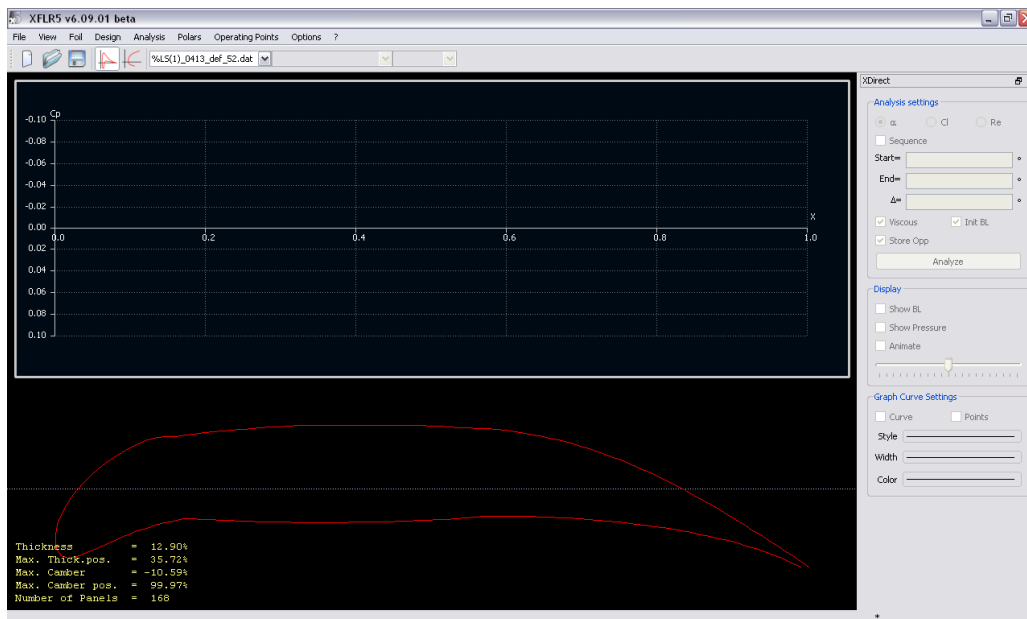 XFLR5 v6.09.01 beta
File View Foil Design Analysis Polars Operating Points Options ?
%LS(1)_0413_def_52.dat
XDirect
Analysis settings
α Cl Re
Sequence
Start= °
End= °
Δ= °
Viscous Init BL
Store Opp
Analyze
Display
Show BL
Show Pressure
Animate
Graph Curve Settings
Curve Points
Style
Width
Color
Cp
-0.10
-0.08
-0.06
-0.04
-0.02
X
0.00
0.0 0.2 0.4 0.6 0.8 1.0
0.02
0.04
0.06
0.08
0.10
Thickness = 12.90%
Max. Thick.pos. = 35.72%
Max. Camber = -10.59%
Max. Camber pos. = 99.97%
Number of Panels = 168
*